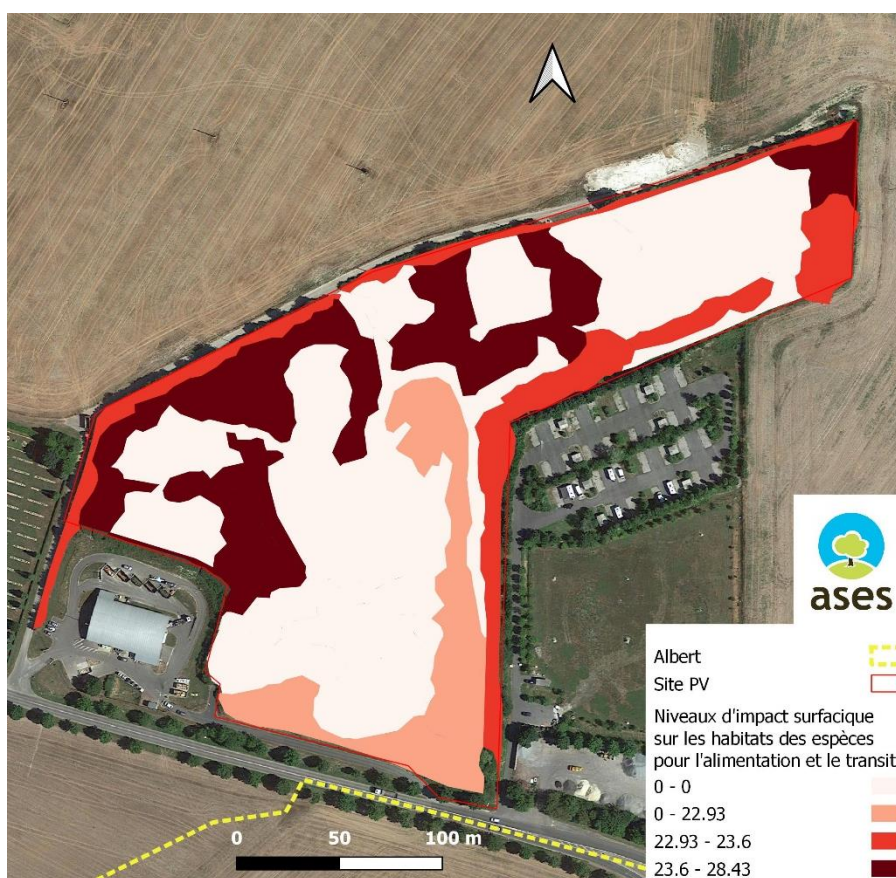 ases
Albert
Site PV
Niveaux d'impact surfacique
sur les habitats des espèces
pour l'alimentation et le transit
0 - 0
0 - 22.93
22.93 - 23.6
23.6 - 28.43
0 50 100 m